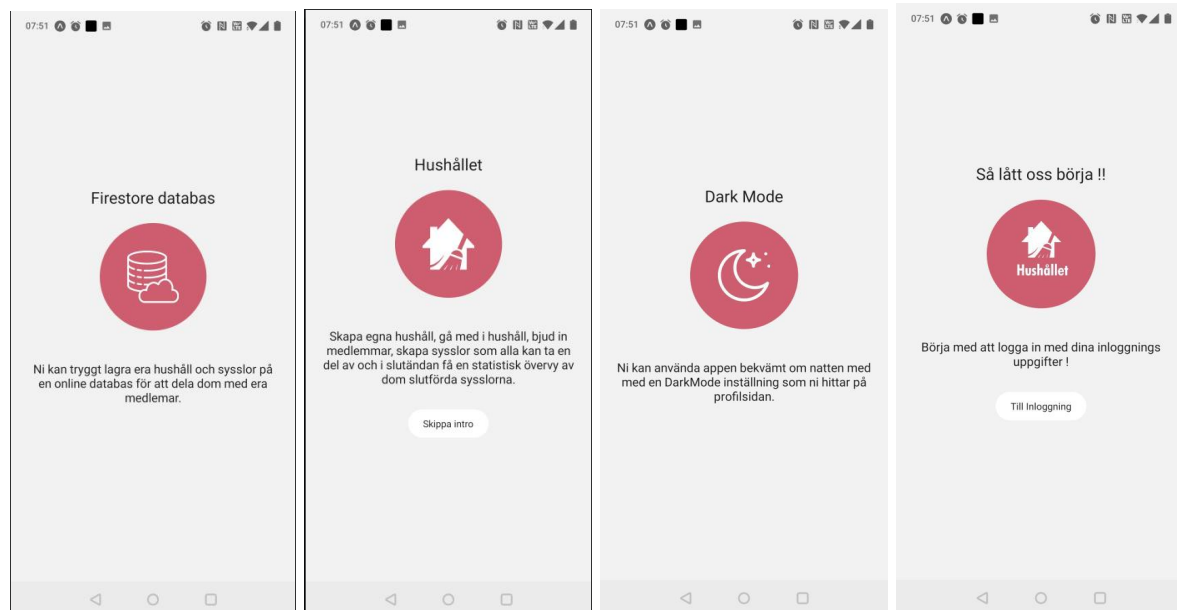 07:51
Firestore databas
Ni kan tryggt lagra era hushåll och sysslor på
en online databas för att dela dom med era
medlemar.
07:51
Hushållet
Skapa egna hushåll, gå med i hushåll, bjud in
medlemmar, skapa sysslor som alla kan ta en
del av och i slutändan få en statistisk övervy av
dom slutförda sysslorna.
Skippa intro
07:51
Dark Mode
Ni kan använda appen bekvämt om natten med
med en DarkMode inställning som ni hittar på
profilsidan.
07:51
Så lått oss börja !!
Hushållet
Börja med att logga in med dina inloggnings
uppgifter !
Till Inloggning